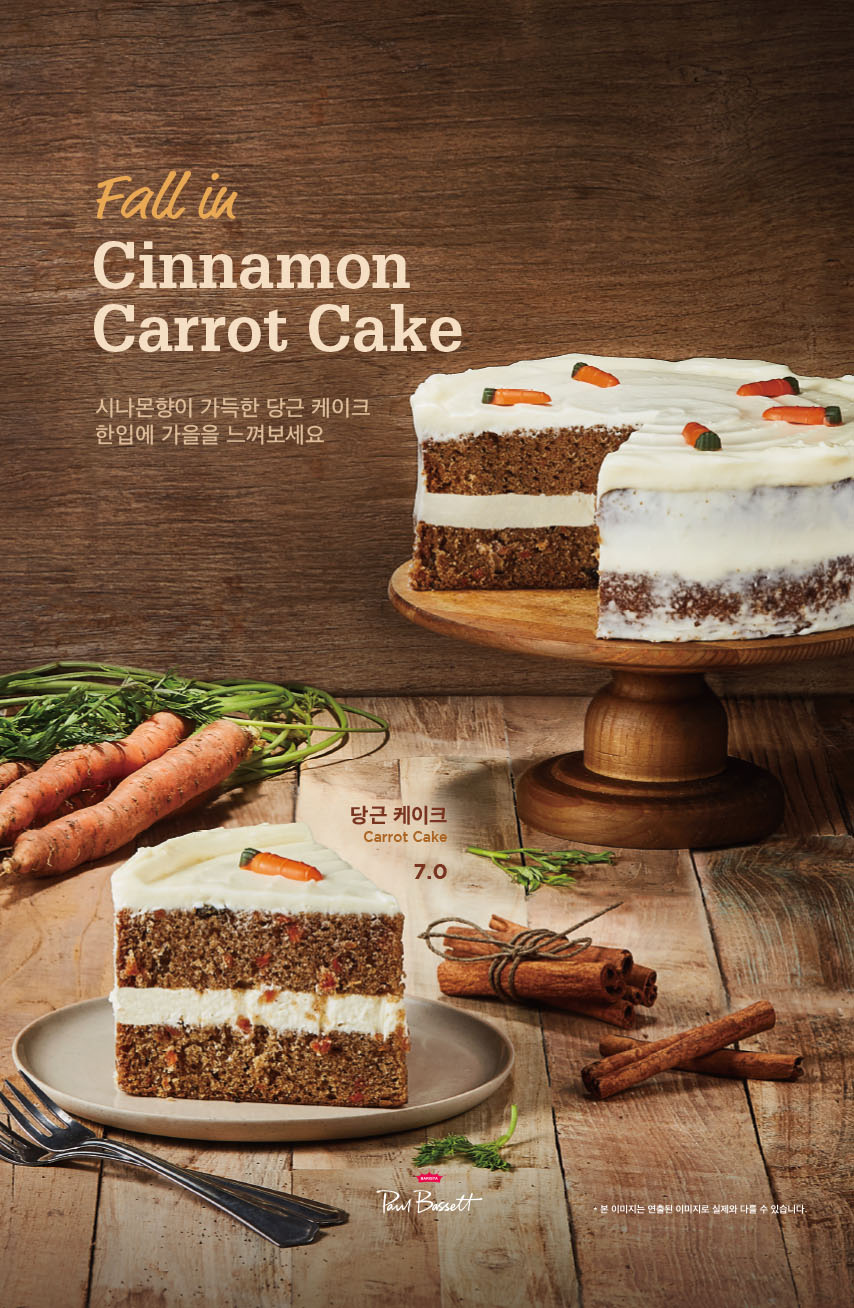 Fall in
Cinnamon
Carrot Cake
시나몬향이 가득한 당근 케이크
한입에 가을을 느껴보세요
당근 케이크
Carrot Cake
7.0
BARISTA
Paul Bassett
* 본 이미지는 연출된 이미지로 실제와 다를 수 있습니다.